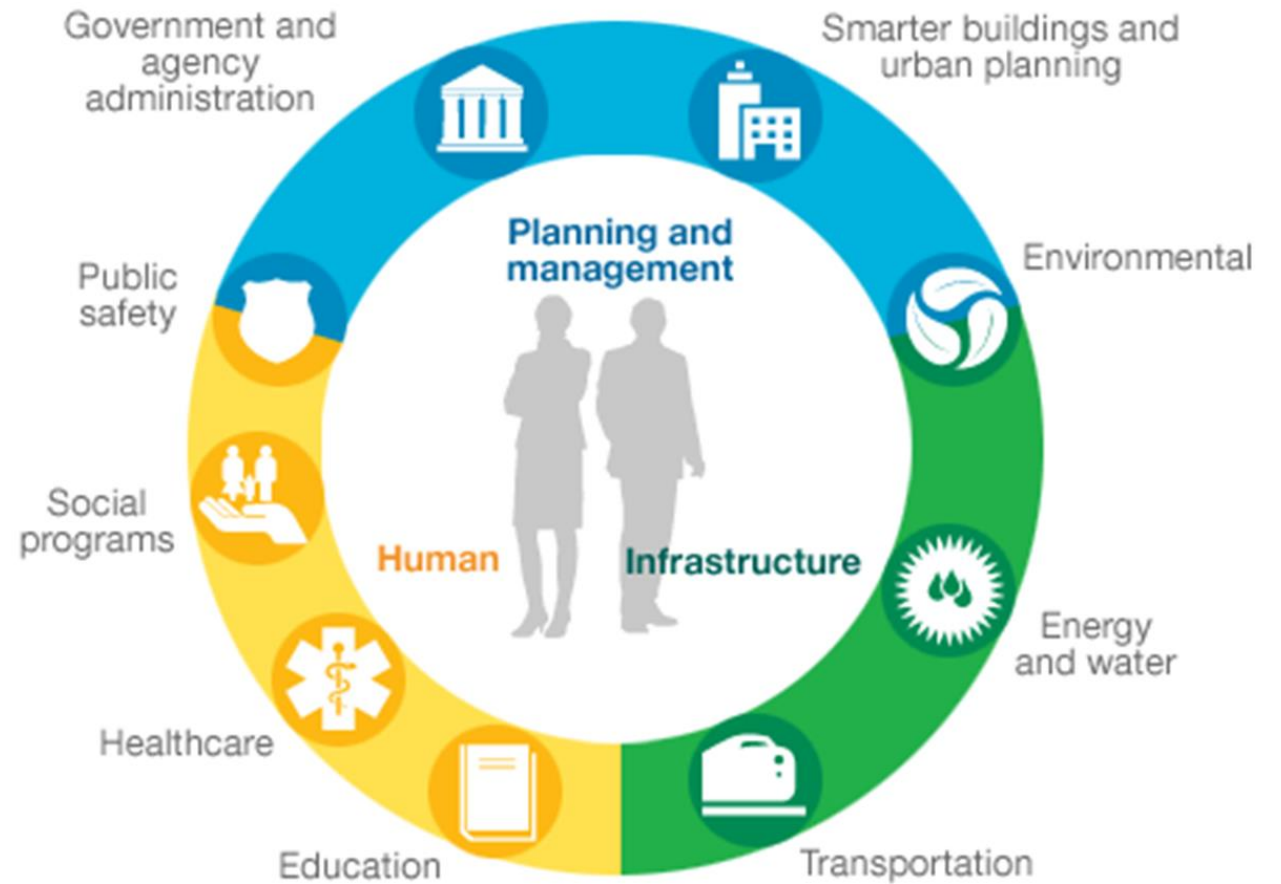 Government and
agency
administration
Smarter buildings and
urban planning
Planning and
management
Public
safety
Environmental
Social
programs
Human
Infrastructure
Energy
and water
Healthcare
Education
Transportation